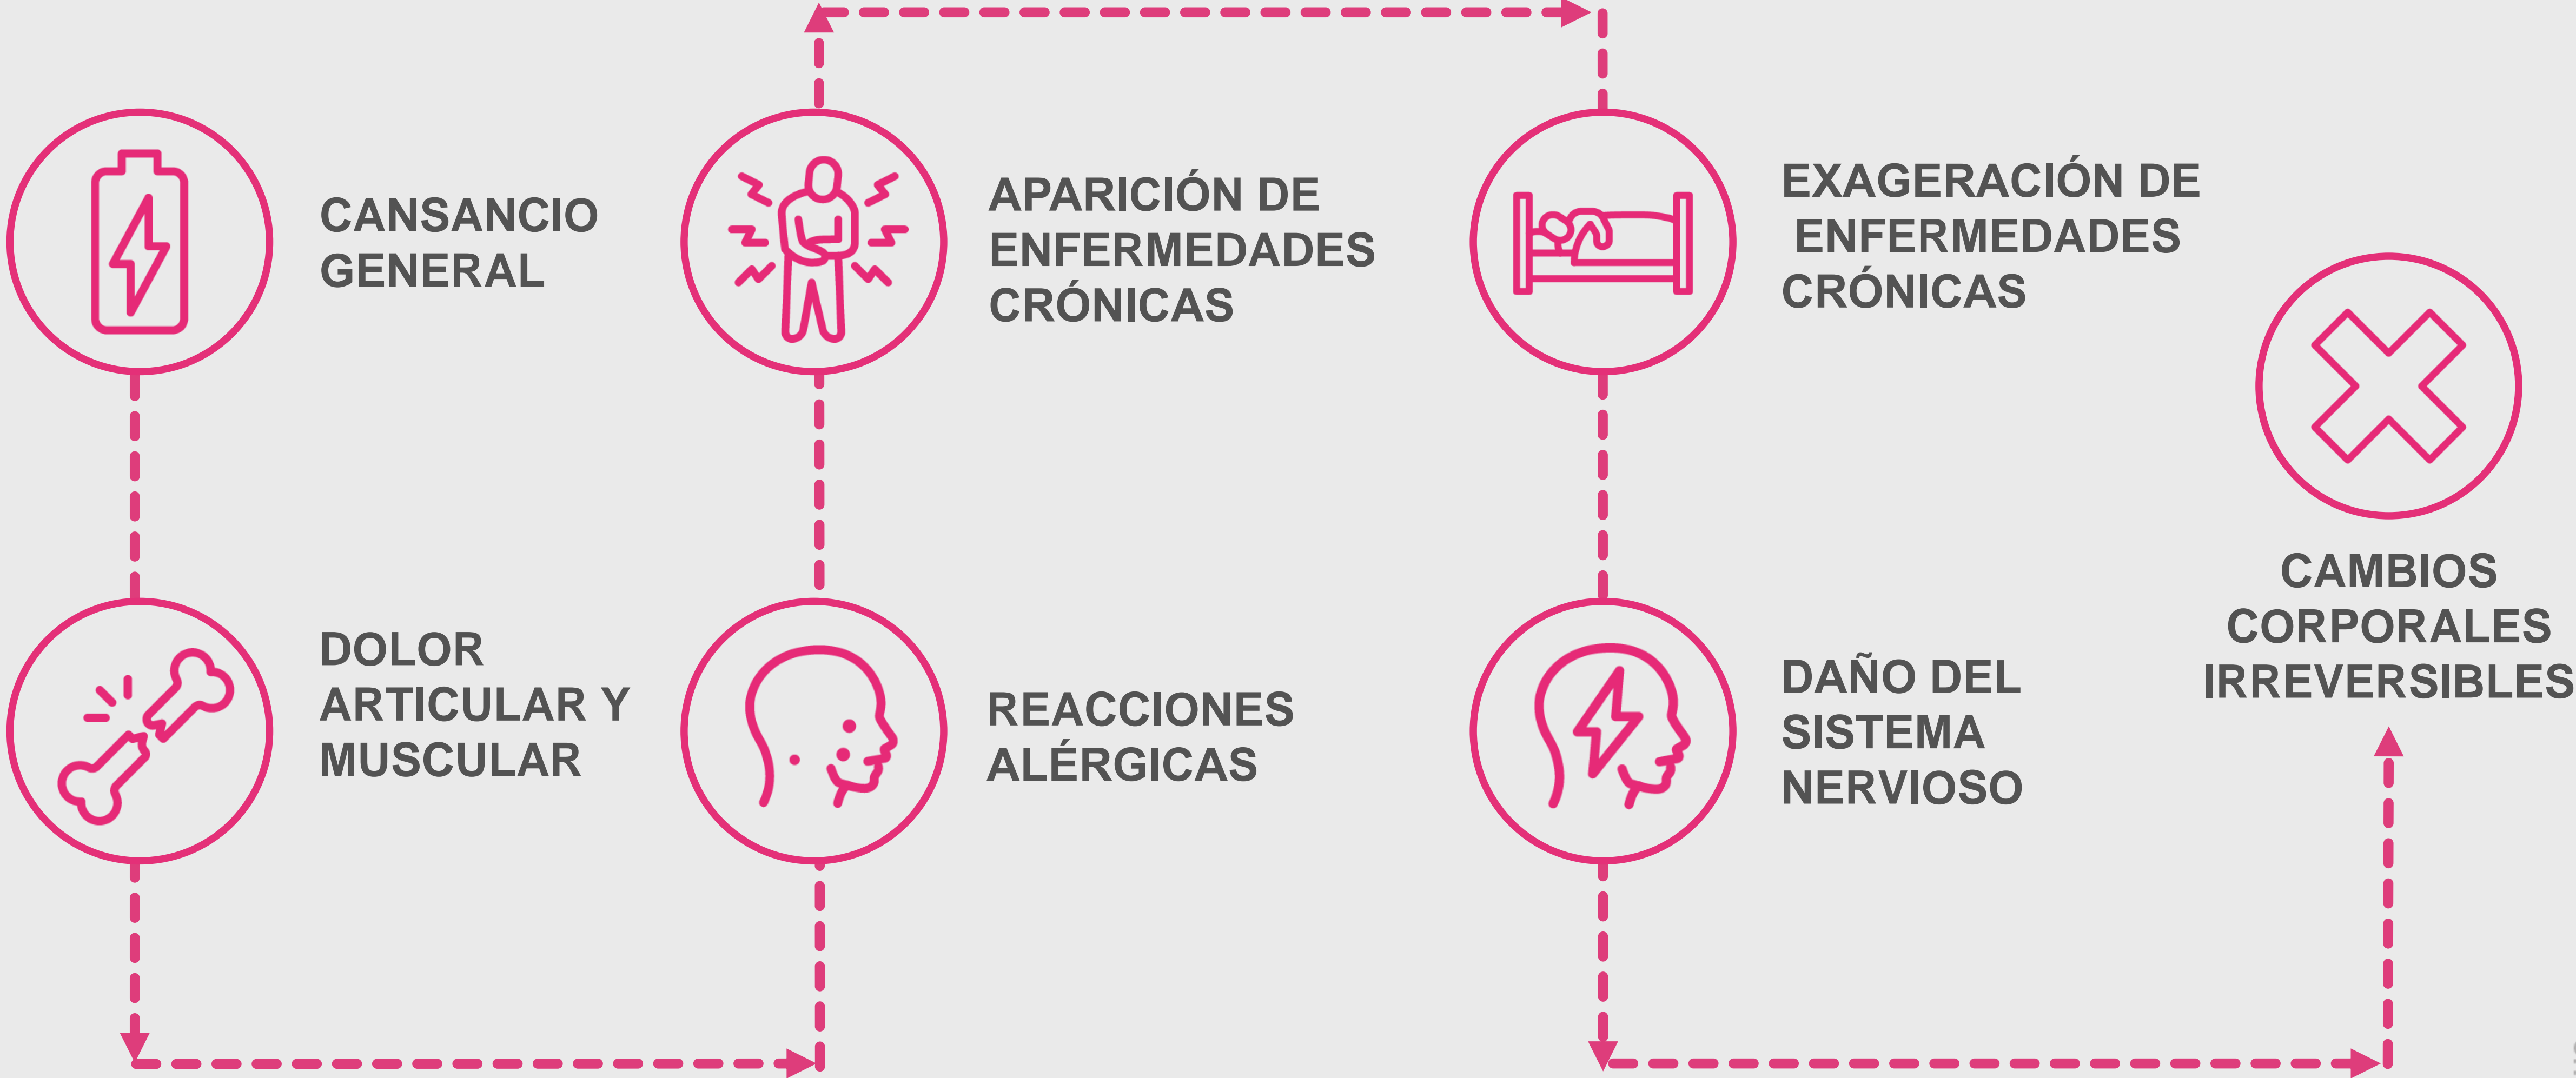 CANSANCIO
GENERAL
DOLOR
ARTICULAR Y
MUSCULAR
REACCIONES
ALÉRGICAS
APARICIÓN DE
ENFERMEDADES
CRÓNICAS
EXAGERACIÓN DE
ENFERMEDADES
CRÓNICAS
DAÑO DEL
SISTEMA
NERVIOSO
CAMBIOS
CORPORALES
IRREVERSIBLES